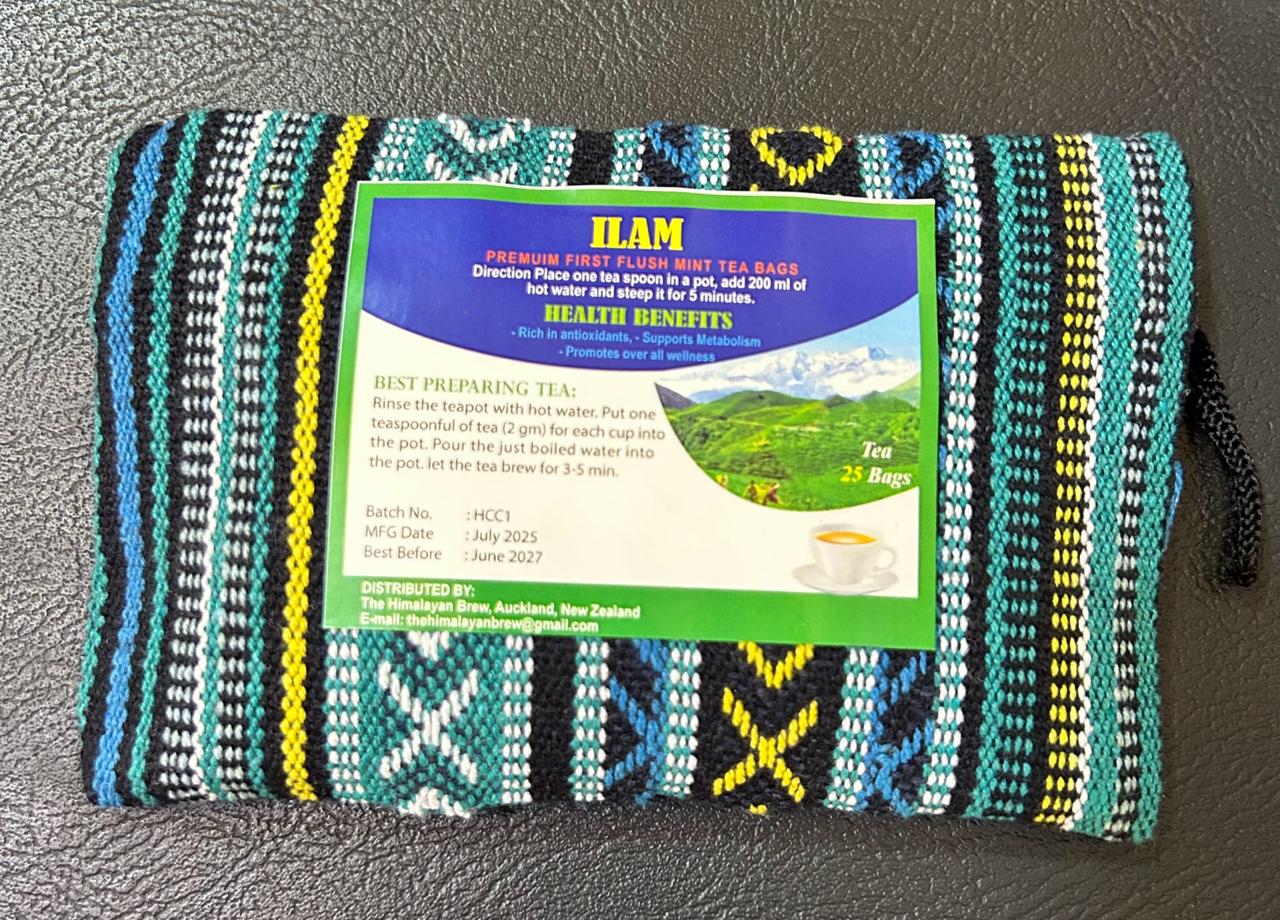 ILAM
PREMUIM FIRST FLUSH MINT TEA BAGS
Direction Place one tea spoon in a pot, add 200 ml of
hot water and steep it for 5 minutes.
HEALTH BENEFITS
- Rich in antioxidants, - Supports Metabolism
- Promotes over all wellness
BEST PREPARING TEA:
Rinse the teapot with hot water. Put one
teaspoonful of tea (2 gm) for each cup into
the pot. Pour the just boiled water into
the pot. let the tea brew for 3-5 min.
Tea
25 Bags
Batch No. : HCC1
MFG Date : July 2025
Best Before : June 2027
DISTRIBUTED BY:
The Himalayan Brew, Auckland, New Zealand
E-mail: thehimalayanbrew@gmail.com